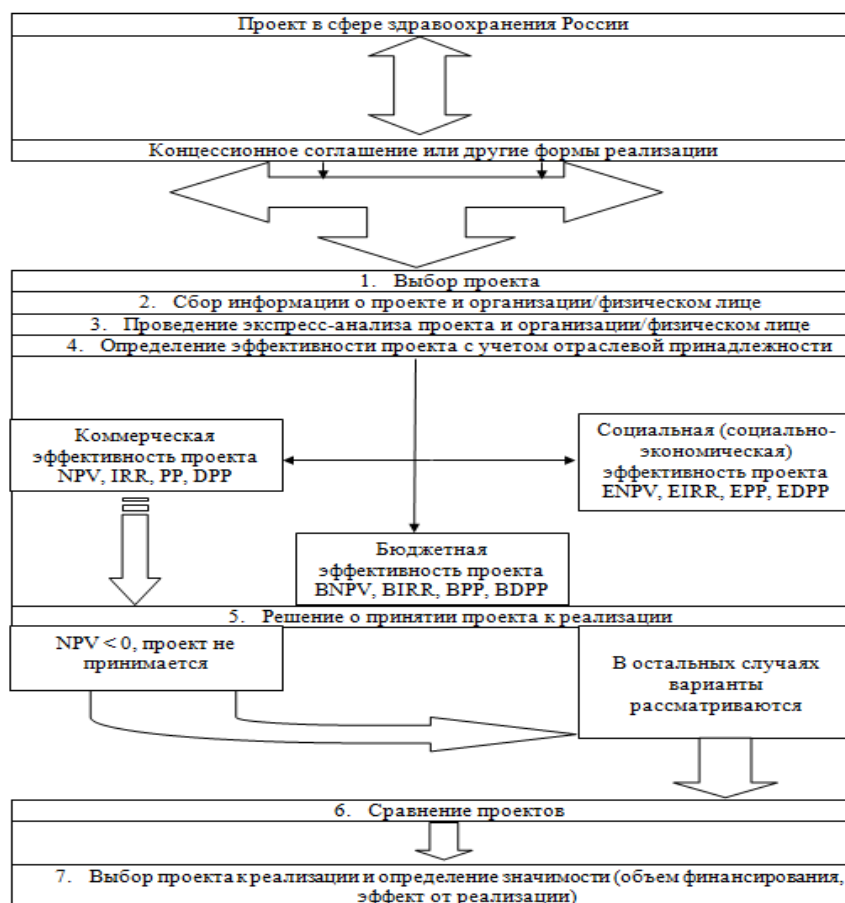 Проект в сфере здравоохранения России
Концессионное соглашение или другие формы реализации
1. Выбор проекта
2. Сбор информации о проекте и организации/физическом лице
3. Проведение экспресс-анализа проекта и организации/физическом лице
4. Определение эффективности проекта с учетом отраслевой принадлежности
Коммерческая
эффективность проекта
NPV, IRR, PP, DPP
Социальная (социально-
экономическая)
эффективность проекта
ENPV, EIRR, EPP, EDPP
Бюджетная
эффективность проекта
BNPV, BIRR, BPP, BDPP
5. Решение о принятии проекта к реализации
NPV < 0, проект не
принимается
В остальных случаях
варианты
рассматриваются
6. Сравнение проектов
7. Выбор проекта к реализации и определение значимости (объем финансирования,
эффект от реализации)